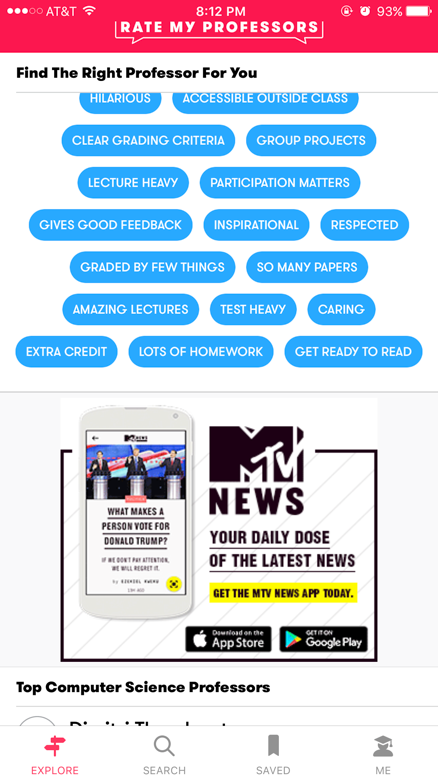 AT&T 8:12 PM 93%
RATE MY PROFESSORS
Find The Right Professor For You
HILARIOUS ACCESSIBLE OUTSIDE CLASS
CLEAR GRADING CRITERIA GROUP PROJECTS
LECTURE HEAVY PARTICIPATION MATTERS
GIVES GOOD FEEDBACK INSPIRATIONAL RESPECTED
GRADED BY FEW THINGS SO MANY PAPERS
AMAZING LECTURES TEST HEAVY CARING
EXTRA CREDIT LOTS OF HOMEWORK GET READY TO READ
NEWS
WHAT MAKES A
PERSON VOTE FOR
DONALD TRUMP?
IF WE DON'T PAY ATTENTION,
WE WILL REGRET IT.
by EZEKIEL KWEKU
13H AGO
MTV
NEWS
YOUR DAILY DOSE
OF THE LATEST NEWS
GET THE MTV NEWS APP TODAY.
Download on the
App Store
GET IT ON
Google Play
Top Computer Science Professors
EXPLORE SEARCH SAVED ME